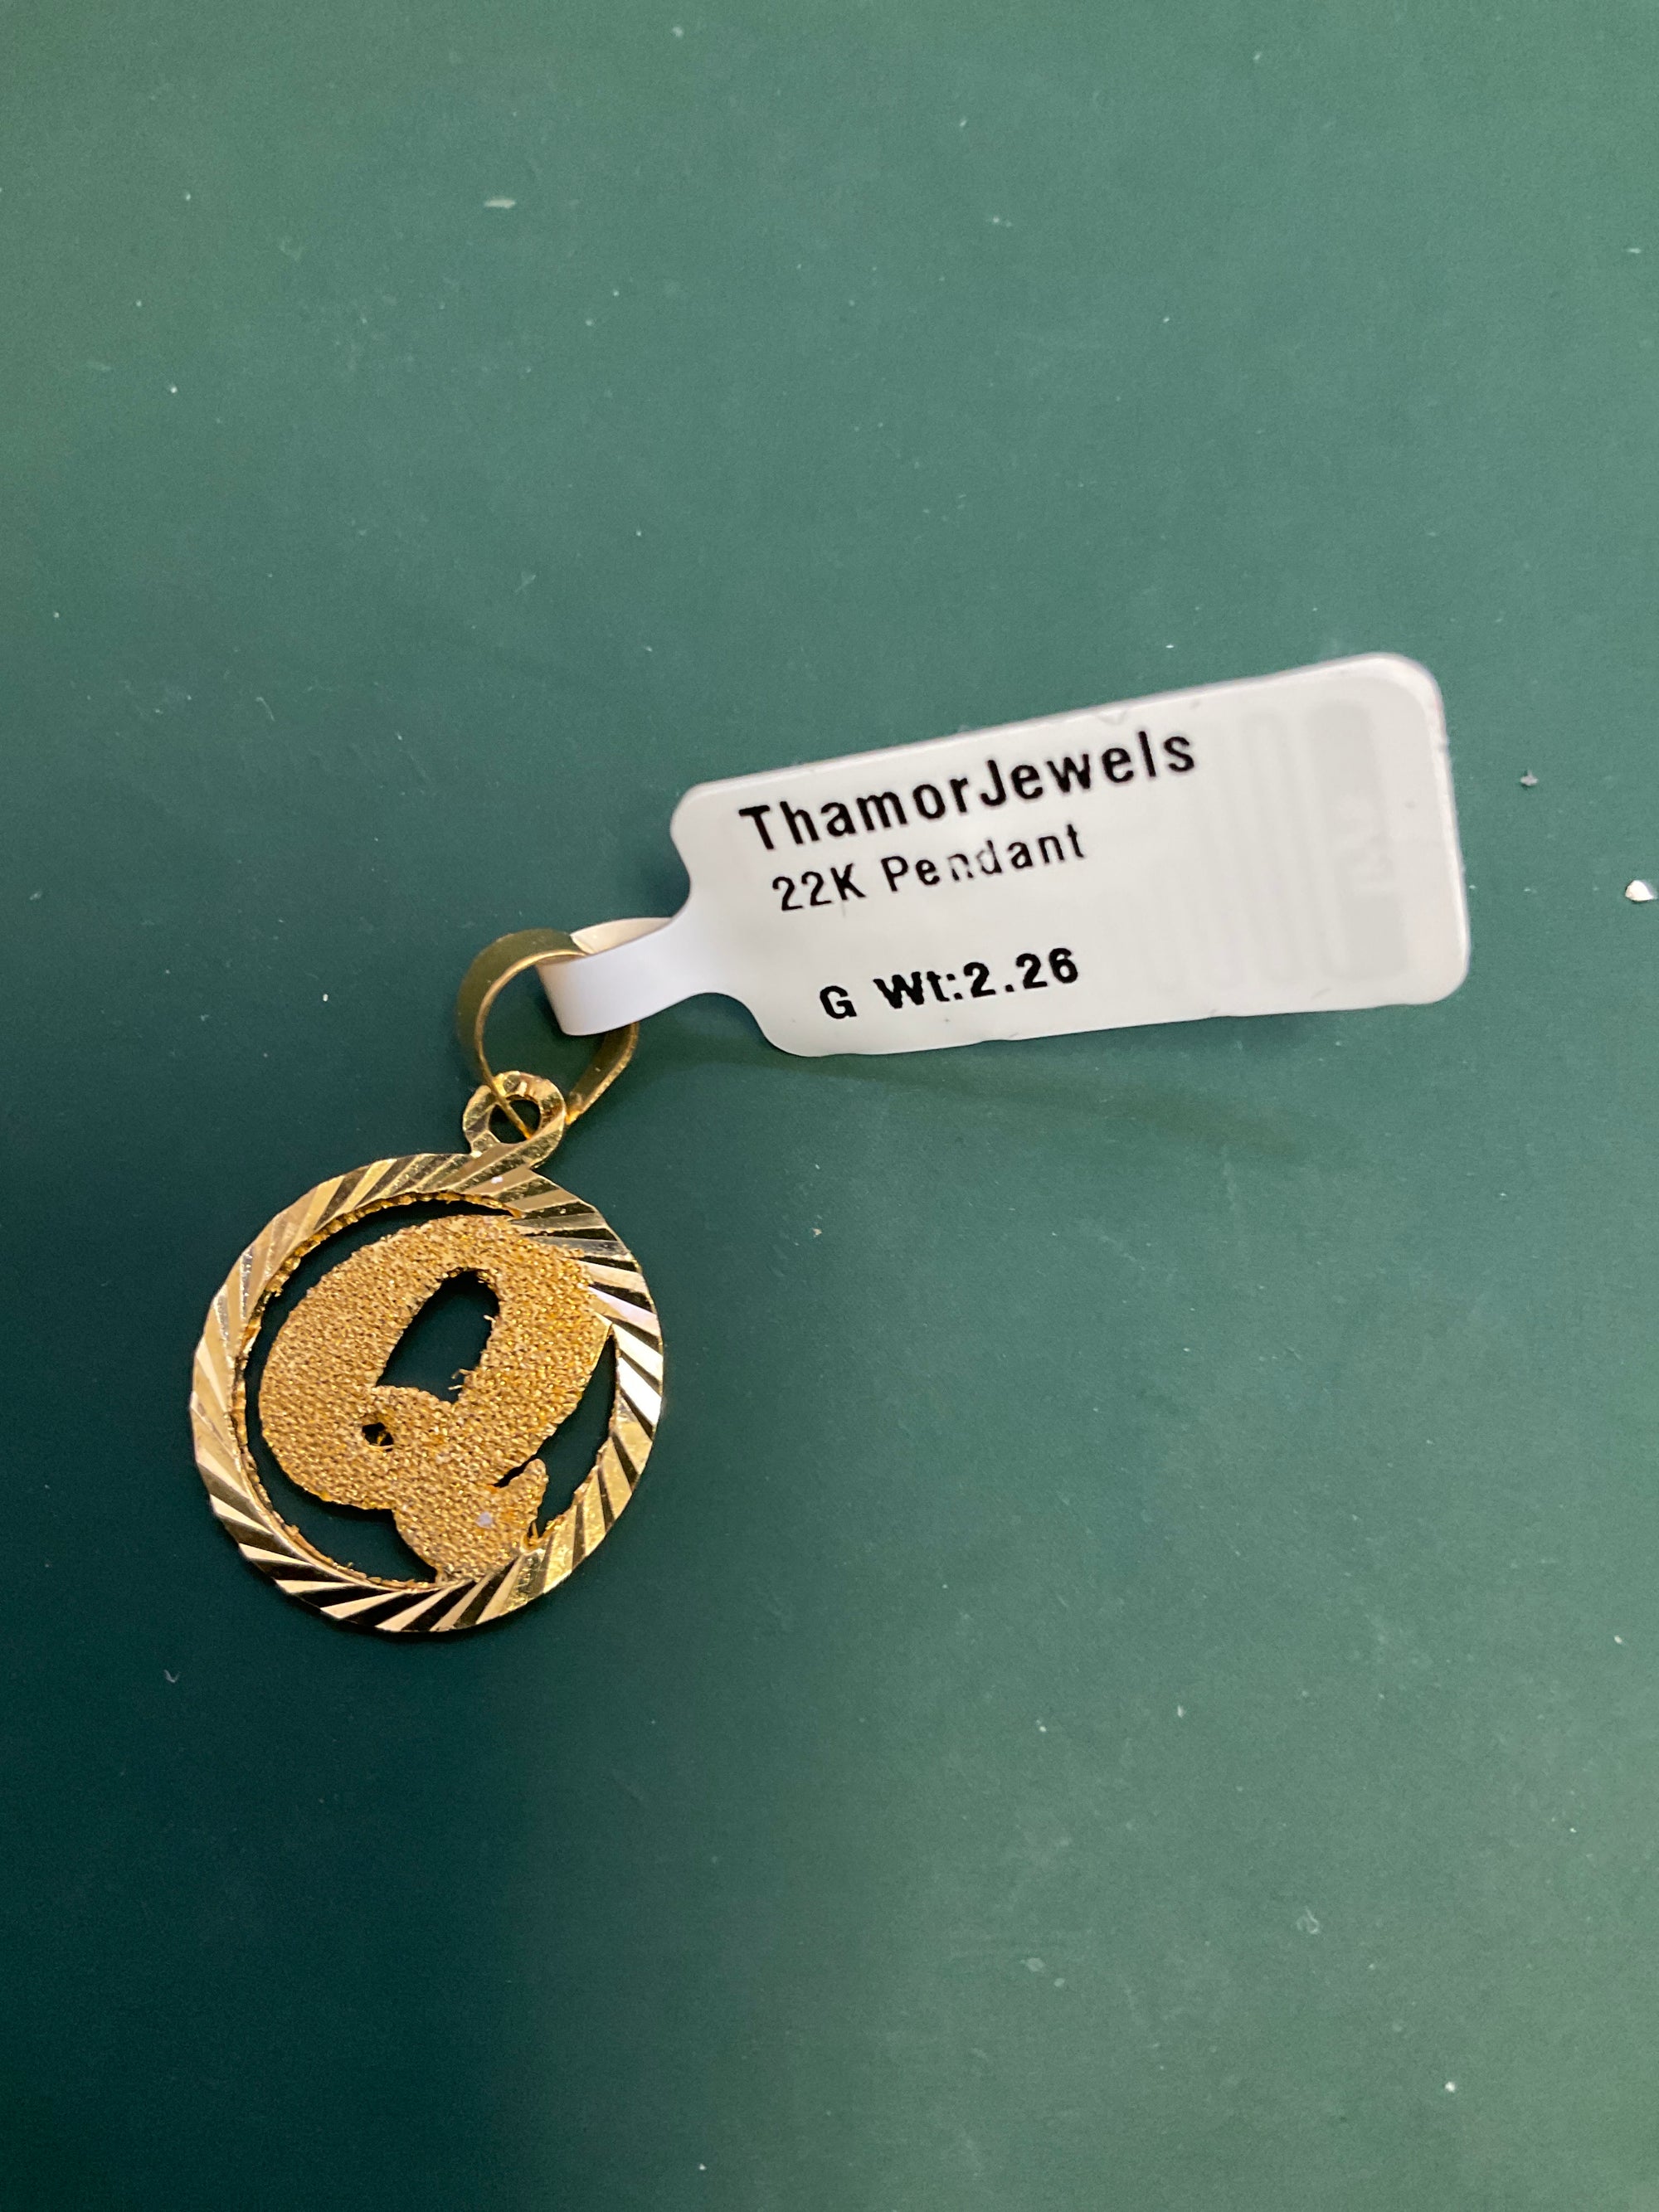 ThamorJewels
22K Pendant
G Wt:2.26